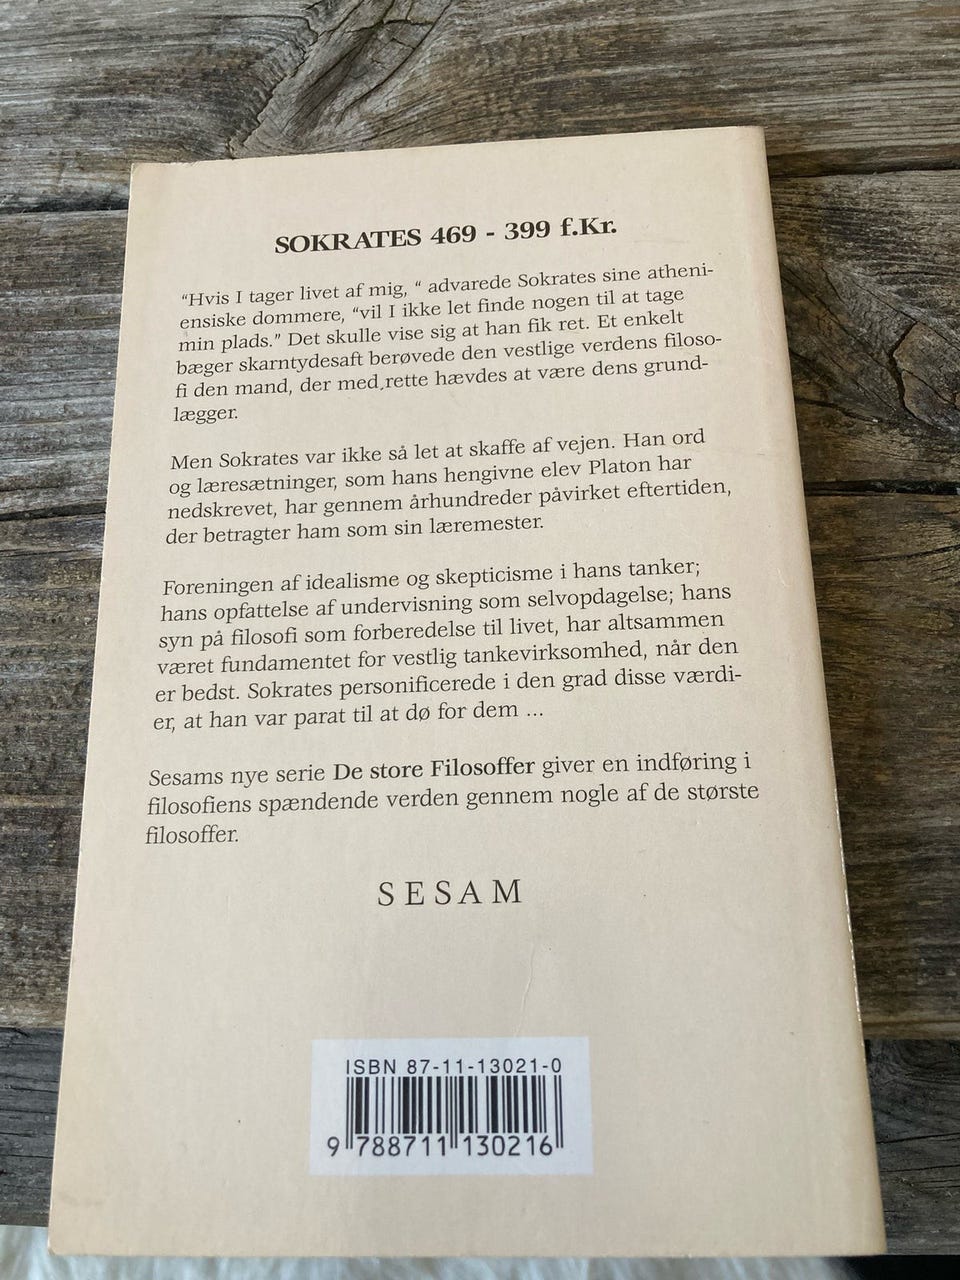 SOKRATES 469 - 399 f.Kr.
"Hvis I tager livet af mig, " advarede Sokrates sine atheni-
ensiske dommere, "vil I ikke let finde nogen til at tage
min plads." Det skulle vise sig at han fik ret. Et enkelt
bæger skarntydesaft berøvede den vestlige verdens filoso-
fi den mand, der med rette hævdes at være dens grund-
lægger.
Men Sokrates var ikke så let at skaffe af vejen. Han ord
og læresætninger, som hans hengivne elev Platon har
nedskrevet, har gennem århundreder påvirket eftertiden,
der betragter ham som sin læremester.
Foreningen af idealisme og skepticisme i hans tanker;
hans opfattelse af undervisning som selvopdagelse; hans
syn på filosofi som forberedelse til livet, har altsammen
været fundamentet for vestlig tankevirksomhed, når den
er bedst. Sokrates personificerede i den grad disse værdi-
er, at han var parat til at dø for dem ...
Sesams nye serie De store Filosoffer giver en indføring i
filosofiens spændende verden gennem nogle af de største
filosoffer.
SESAM
ISBN 87-11-13021-0
9 788711 130216